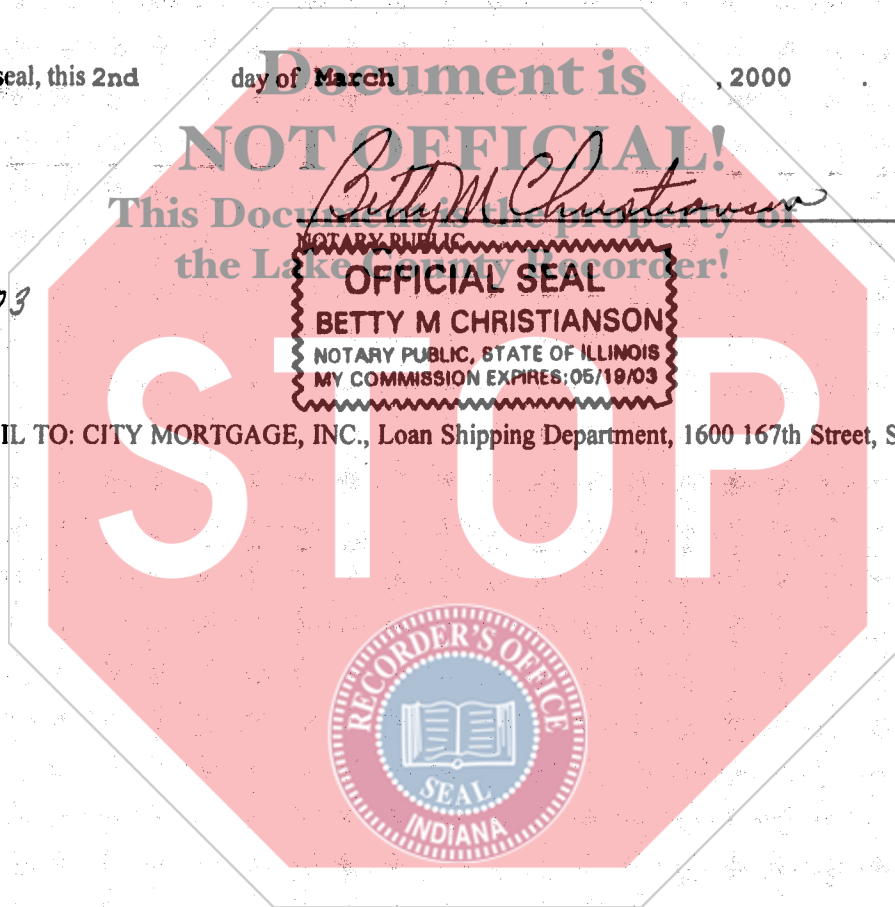 seal, this 2nd day of March , 2000 .
Document is
NOT OFFICIAL!
Betty M Christianson
This Document is the property of
NOTARY PUBLIC
the Lake County Recorder!
OFFICIAL SEAL
BETTY M CHRISTIANSON
NOTARY PUBLIC, STATE OF ILLINOIS
MY COMMISSION EXPIRES:05/19/03
STOP
IL TO: CITY MORTGAGE, INC., Loan Shipping Department, 1600 167th Street, S
RECORDER'S OFFICE
SEAL
INDIANA